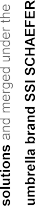 solutions and merged under the
umbrella brand SSI SCHAEFER